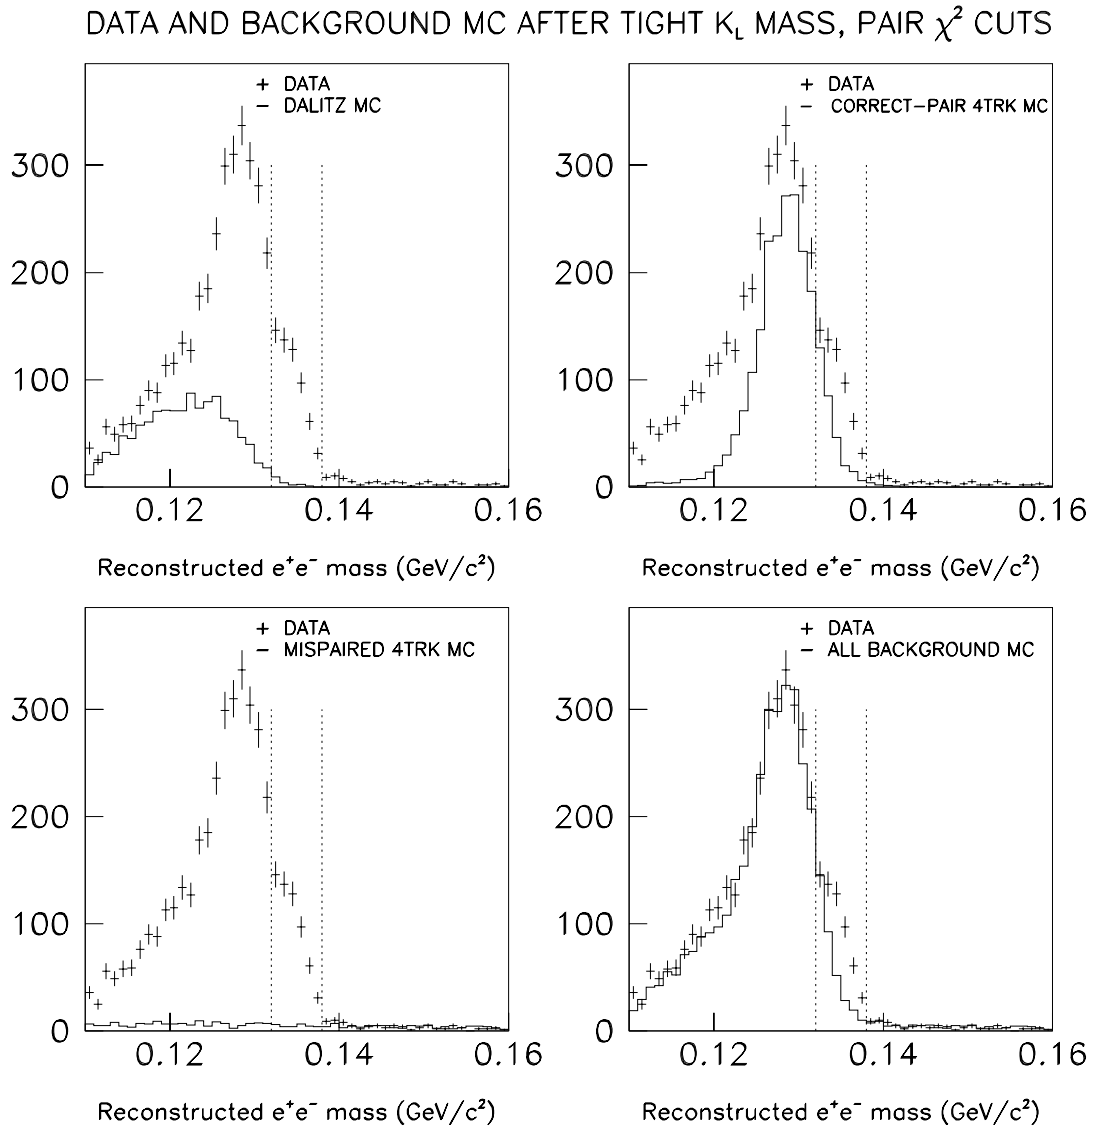 DATA AND BACKGROUND MC AFTER TIGHT K_L MASS, PAIR χ² CUTS
+ DATA
− DALITZ MC
300
200
100
0
0.12 0.14 0.16
Reconstructed e⁺e⁻ mass (GeV/c²)
+ DATA
− CORRECT−PAIR 4TRK MC
300
200
100
0
0.12 0.14 0.16
Reconstructed e⁺e⁻ mass (GeV/c²)
+ DATA
− MISPAIRED 4TRK MC
300
200
100
0
0.12 0.14 0.16
Reconstructed e⁺e⁻ mass (GeV/c²)
+ DATA
− ALL BACKGROUND MC
300
200
100
0
0.12 0.14 0.16
Reconstructed e⁺e⁻ mass (GeV/c²)